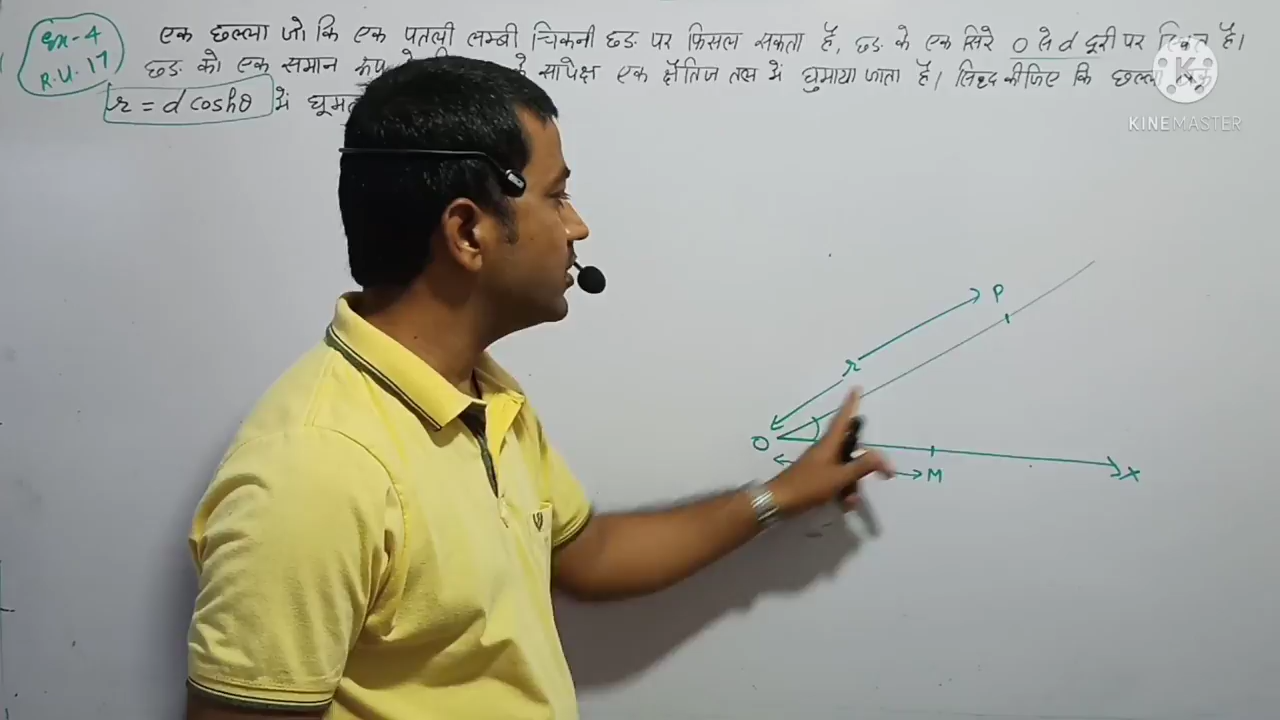 Ex-4
R.U. 17
एक छल्ला जो कि एक पतली लम्बी चिकनी छड पर फिसल सकता है, छड के एक सिरे O से d दूरी पर है।
छड को एक समान सापेक्ष एक क्षैतिज तल में घुमाया जाता है। सिद्ध कीजिए कि छल्ला
r = d coshθ में
KINEMASTER
P
r
O
M
X